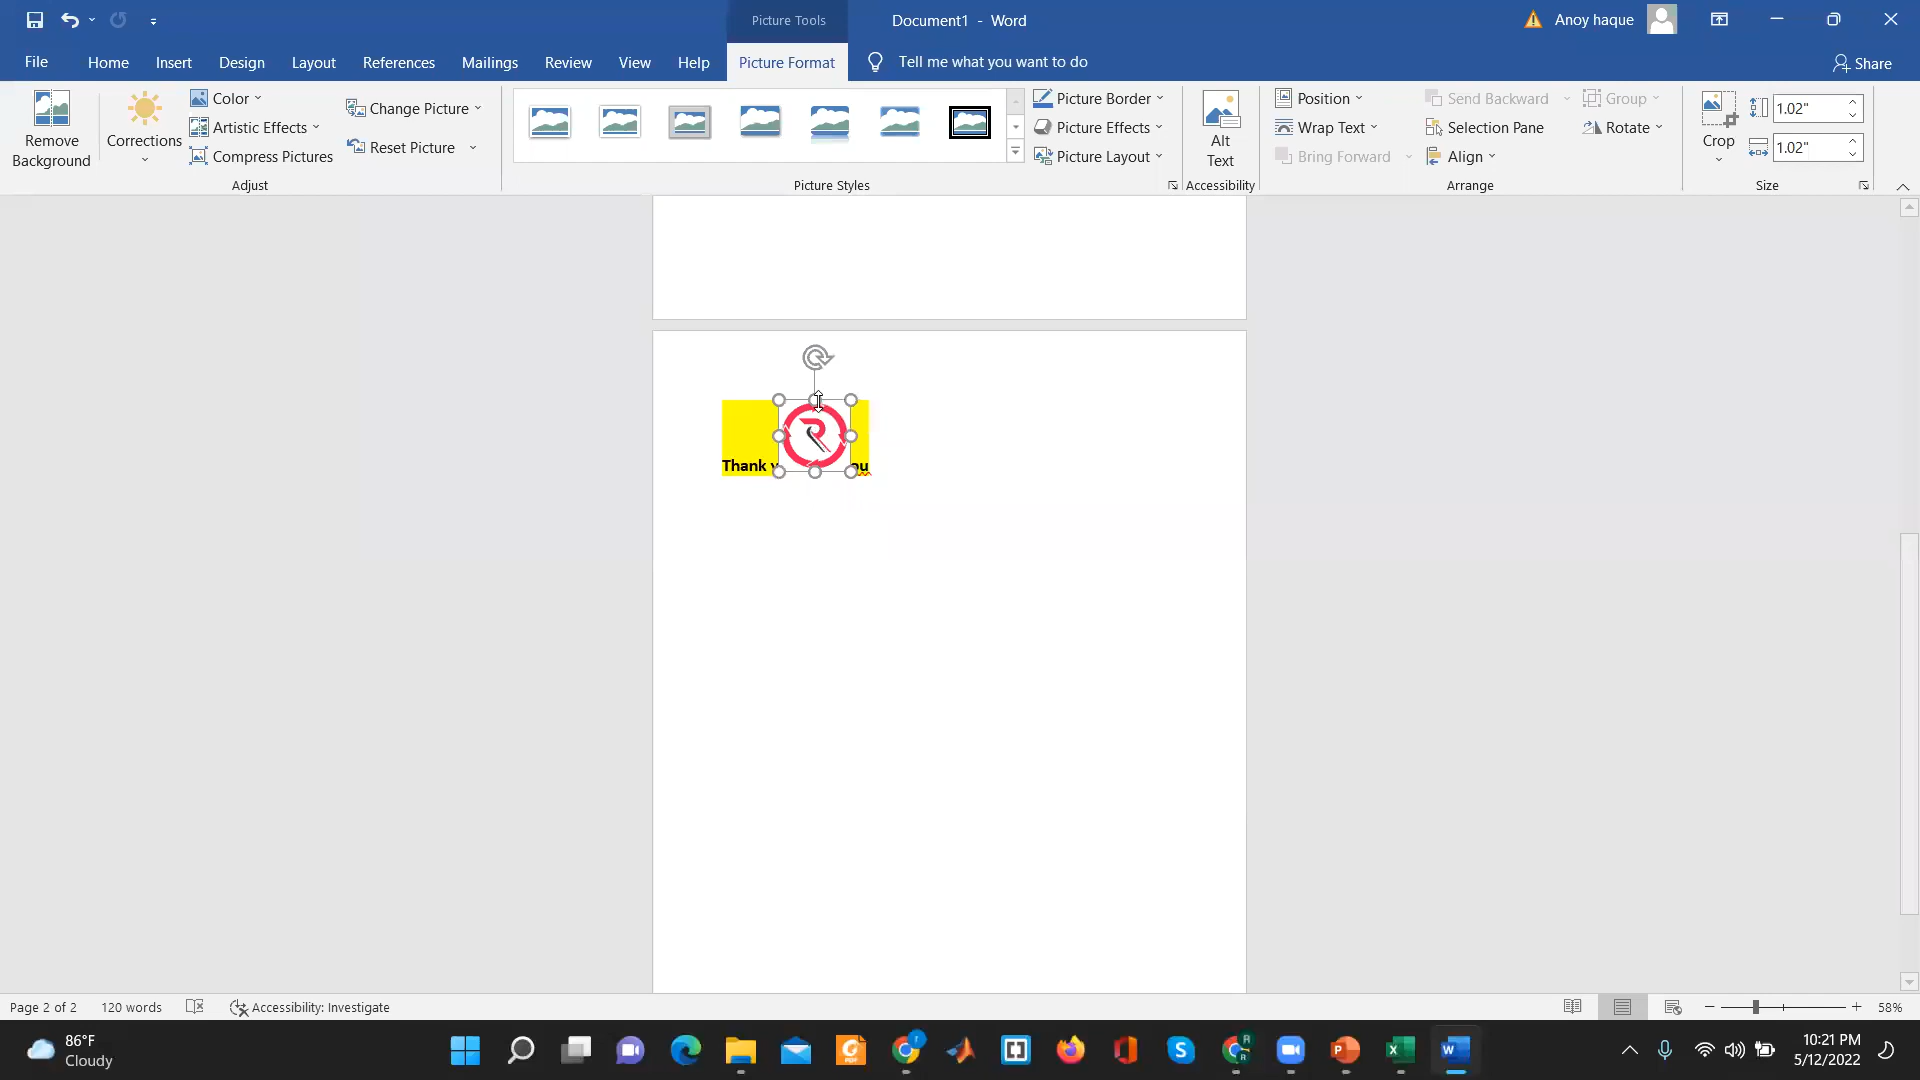 Picture Tools
Document1 - Word
Anoy haque
File
Home
Insert
Design
Layout
References
Mailings
Review
View
Help
Picture Format
Tell me what you want to do
Share
Remove Background
Corrections
Color
Artistic Effects
Compress Pictures
Change Picture
Reset Picture
Adjust
Picture Styles
Picture Border
Picture Effects
Picture Layout
Alt Text
Accessibility
Position
Wrap Text
Bring Forward
Send Backward
Selection Pane
Align
Group
Rotate
Arrange
Crop
1.02"
1.02"
Size
R
Thank y ou
Page 2 of 2
120 words
Accessibility: Investigate
58%
86°F
Cloudy
10:21 PM
5/12/2022